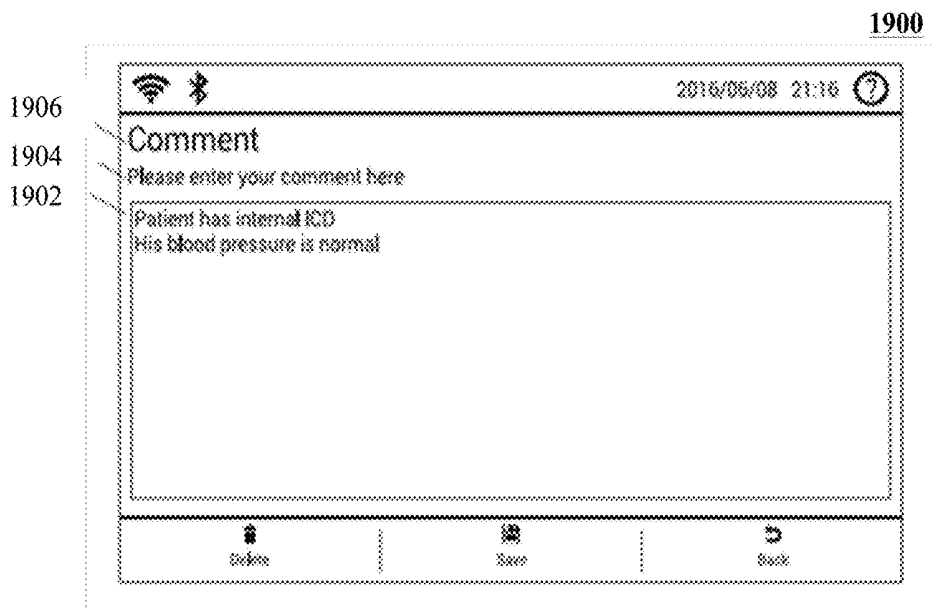 1900
2016/06/08 21:16 ?
1906
Comment
1904
Please enter your comment here
1902
Patient has internal ICD
His blood pressure is normal
Delete Save Back